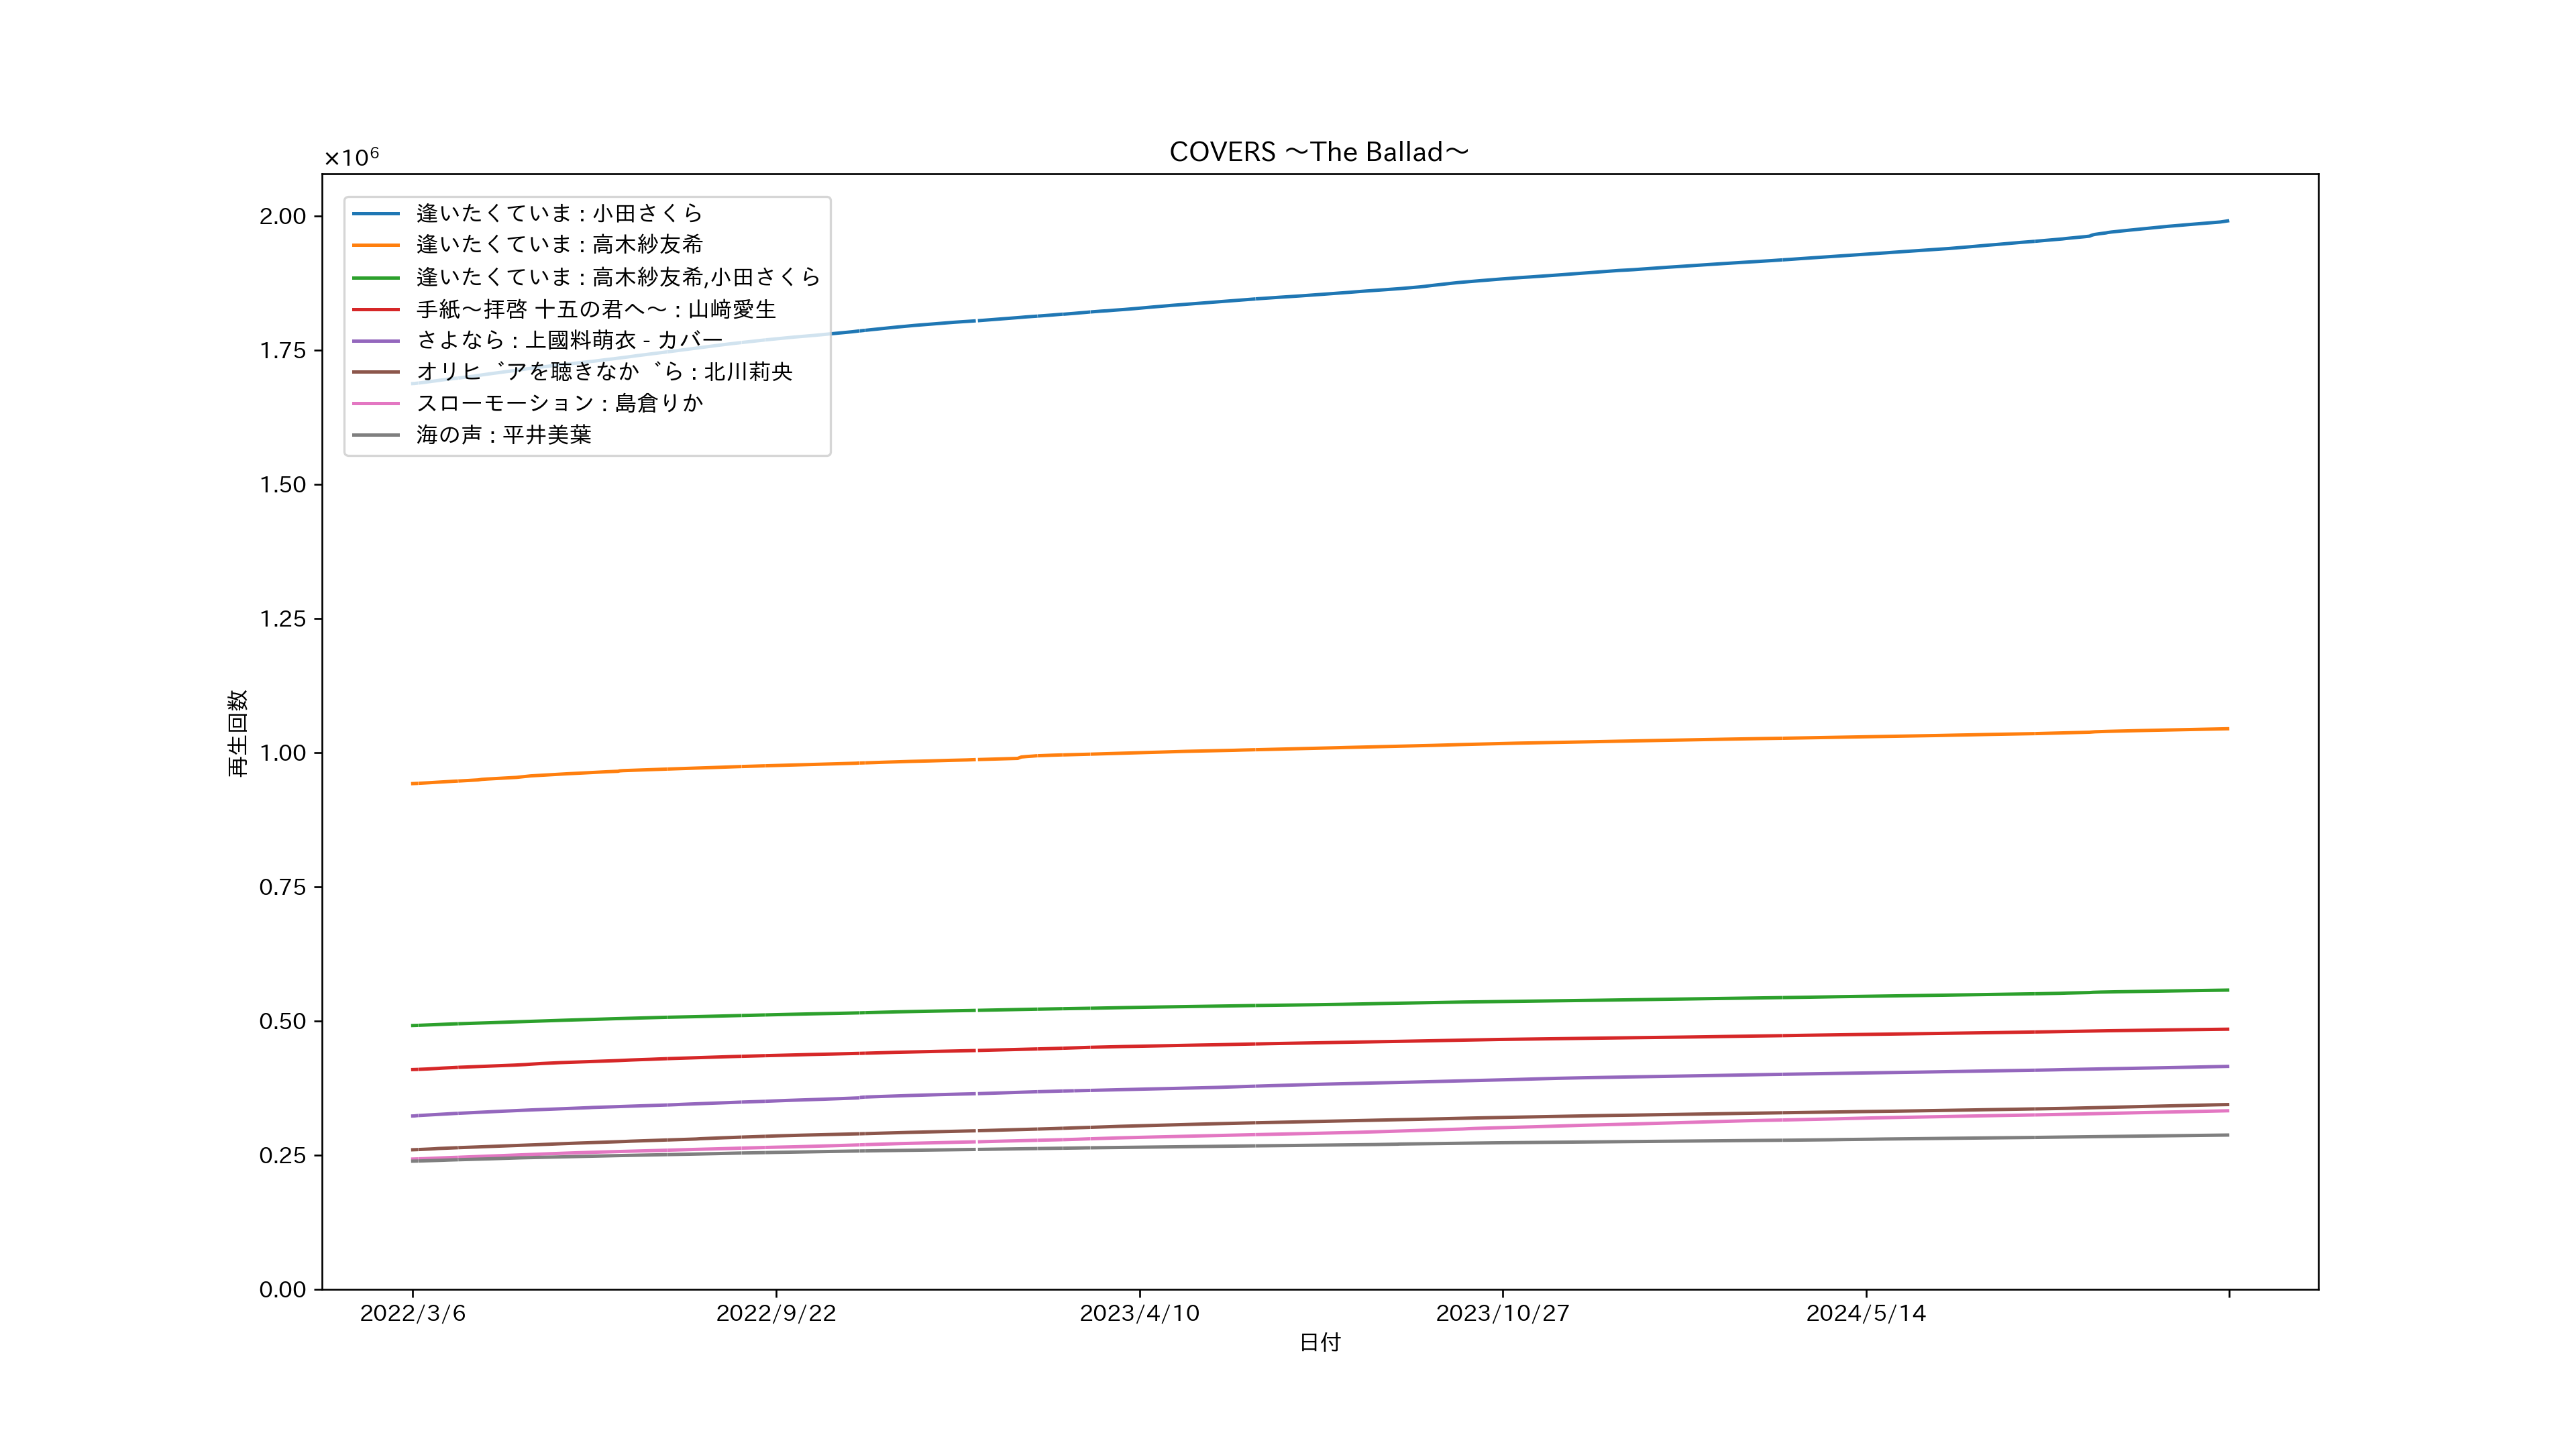 COVERS ～The Ballad～
×10⁶
2.00
1.75
1.50
1.25
1.00
0.75
0.50
0.25
0.00
再生回数
逢いたくていま : 小田さくら
逢いたくていま : 高木紗友希
逢いたくていま : 高木紗友希,小田さくら
手紙～拝啓 十五の君へ～ : 山﨑愛生
さよなら : 上國料萌衣 - カバー
オリヒ゛アを聴きなか゛ら : 北川莉央
スローモーション : 島倉りか
海の声 : 平井美葉
2022/3/6 2022/9/22 2023/4/10 2023/10/27 2024/5/14
日付